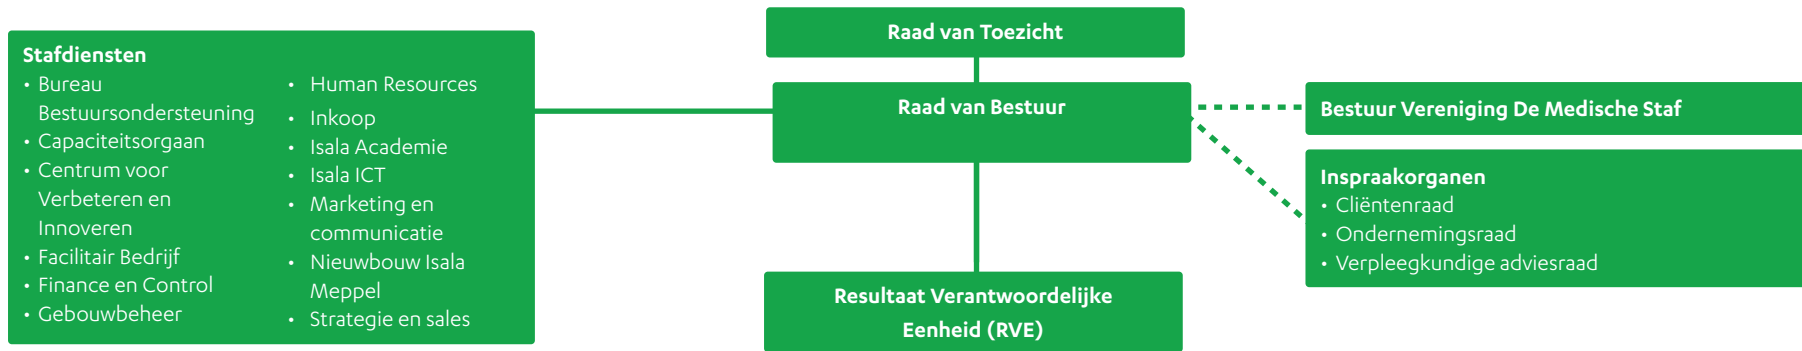 Stafdiensten
• Bureau
Bestuursondersteuning
• Capaciteitsorgaan
• Centrum voor
Verbeteren en
Innoveren
• Facilitair Bedrijf
• Finance en Control
• Gebouwbeheer
• Human Resources
• Inkoop
• Isala Academie
• Isala ICT
• Marketing en
communicatie
• Nieuwbouw Isala
Meppel
• Strategie en sales
Raad van Toezicht
Raad van Bestuur
Resultaat Verantwoordelijke
Eenheid (RVE)
Bestuur Vereniging De Medische Staf
Inspraakorganen
• Cliëntenraad
• Ondernemingsraad
• Verpleegkundige adviesraad